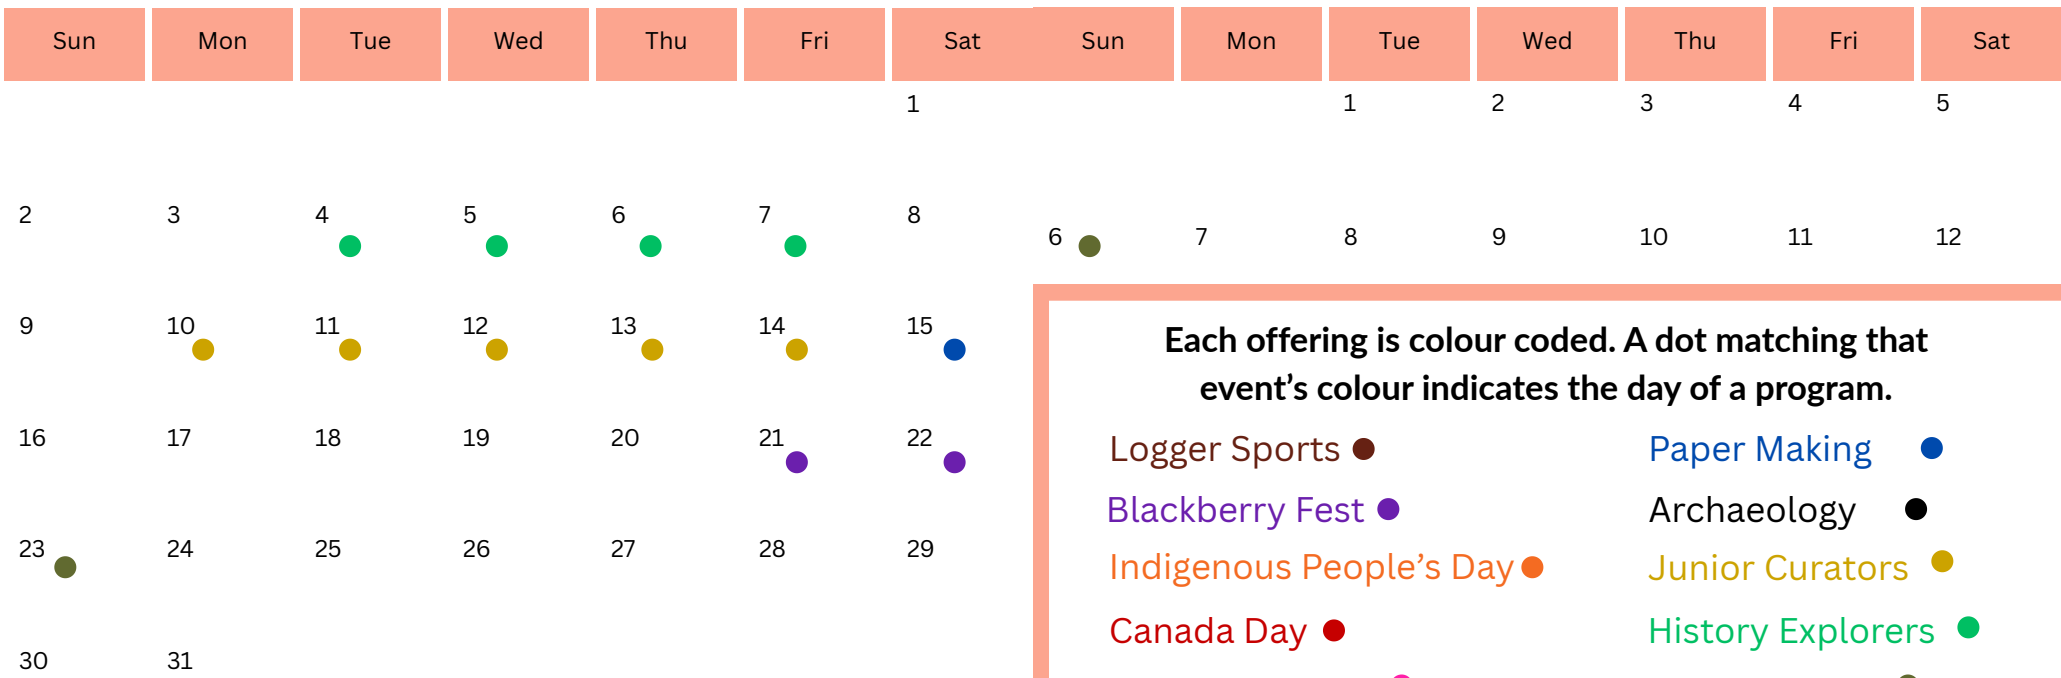 Sun Mon Tue Wed Thu Fri Sat
1
2 3 4 5 6 7 8
9 10 11 12 13 14 15
16 17 18 19 20 21 22
23 24 25 26 27 28 29
30 31
Sun Mon Tue Wed Thu Fri Sat
1 2 3 4 5
6 7 8 9 10 11 12
Each offering is colour coded. A dot matching that
event’s colour indicates the day of a program.
Logger Sports
Blackberry Fest
Indigenous People’s Day
Canada Day
Paper Making
Archaeology
Junior Curators
History Explorers